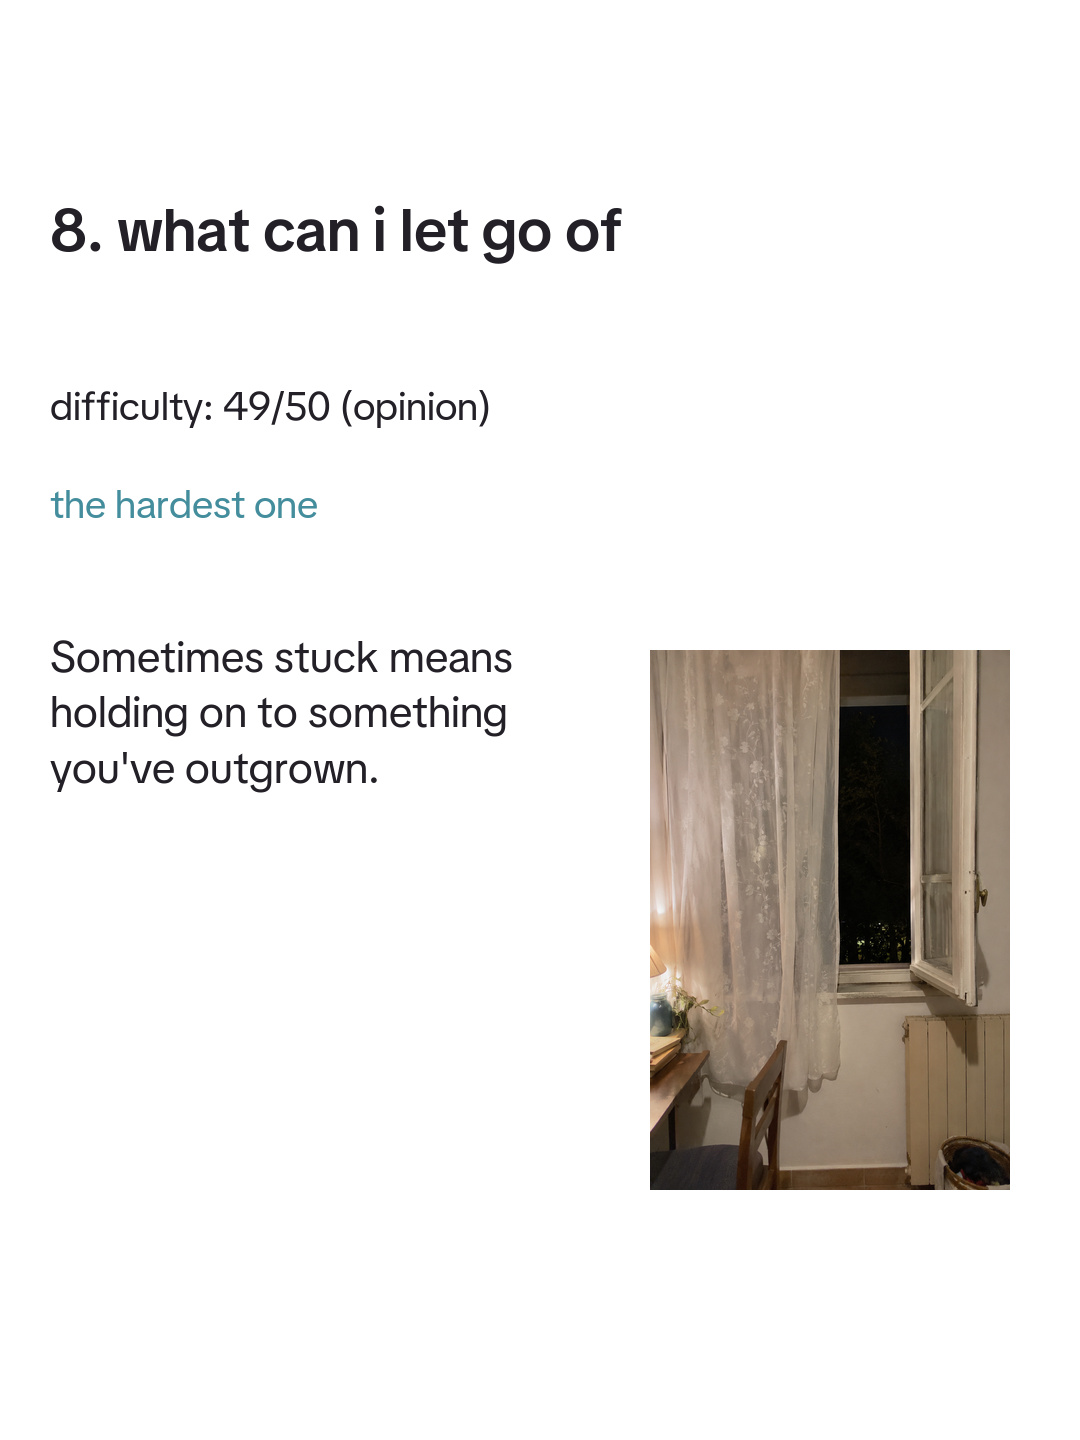 8. what can i let go of
difficulty: 49/50 (opinion)
the hardest one
Sometimes stuck means
holding on to something
you've outgrown.